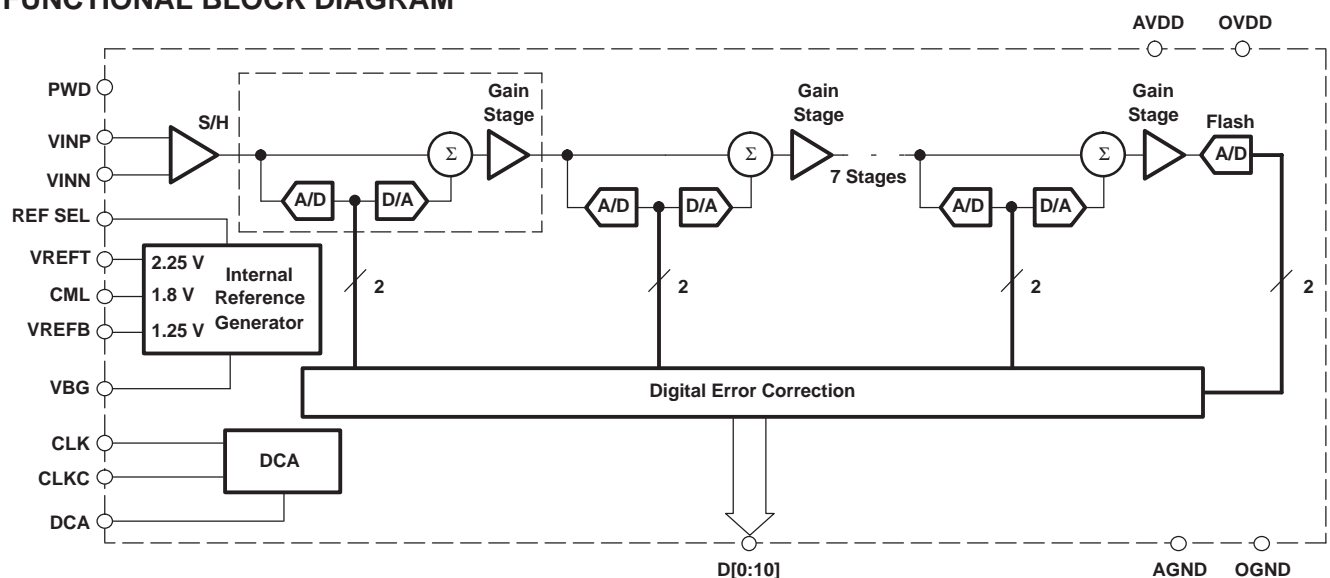 FUNCTIONAL BLOCK DIAGRAM
AVDD OVDD
PWD
VINP
VINN
REF SEL
VREFT
CML
VREFB
VBG
CLK
CLKC
DCA
S/H
Gain
Stage
Σ
A/D
D/A
2
Gain
Stage
Σ
A/D
D/A
2
7 Stages
Gain
Stage
Σ
A/D
D/A
2
Flash
A/D
2
2.25 V
1.8 V
1.25 V
Internal
Reference
Generator
Digital Error Correction
DCA
D[0:10]
AGND OGND